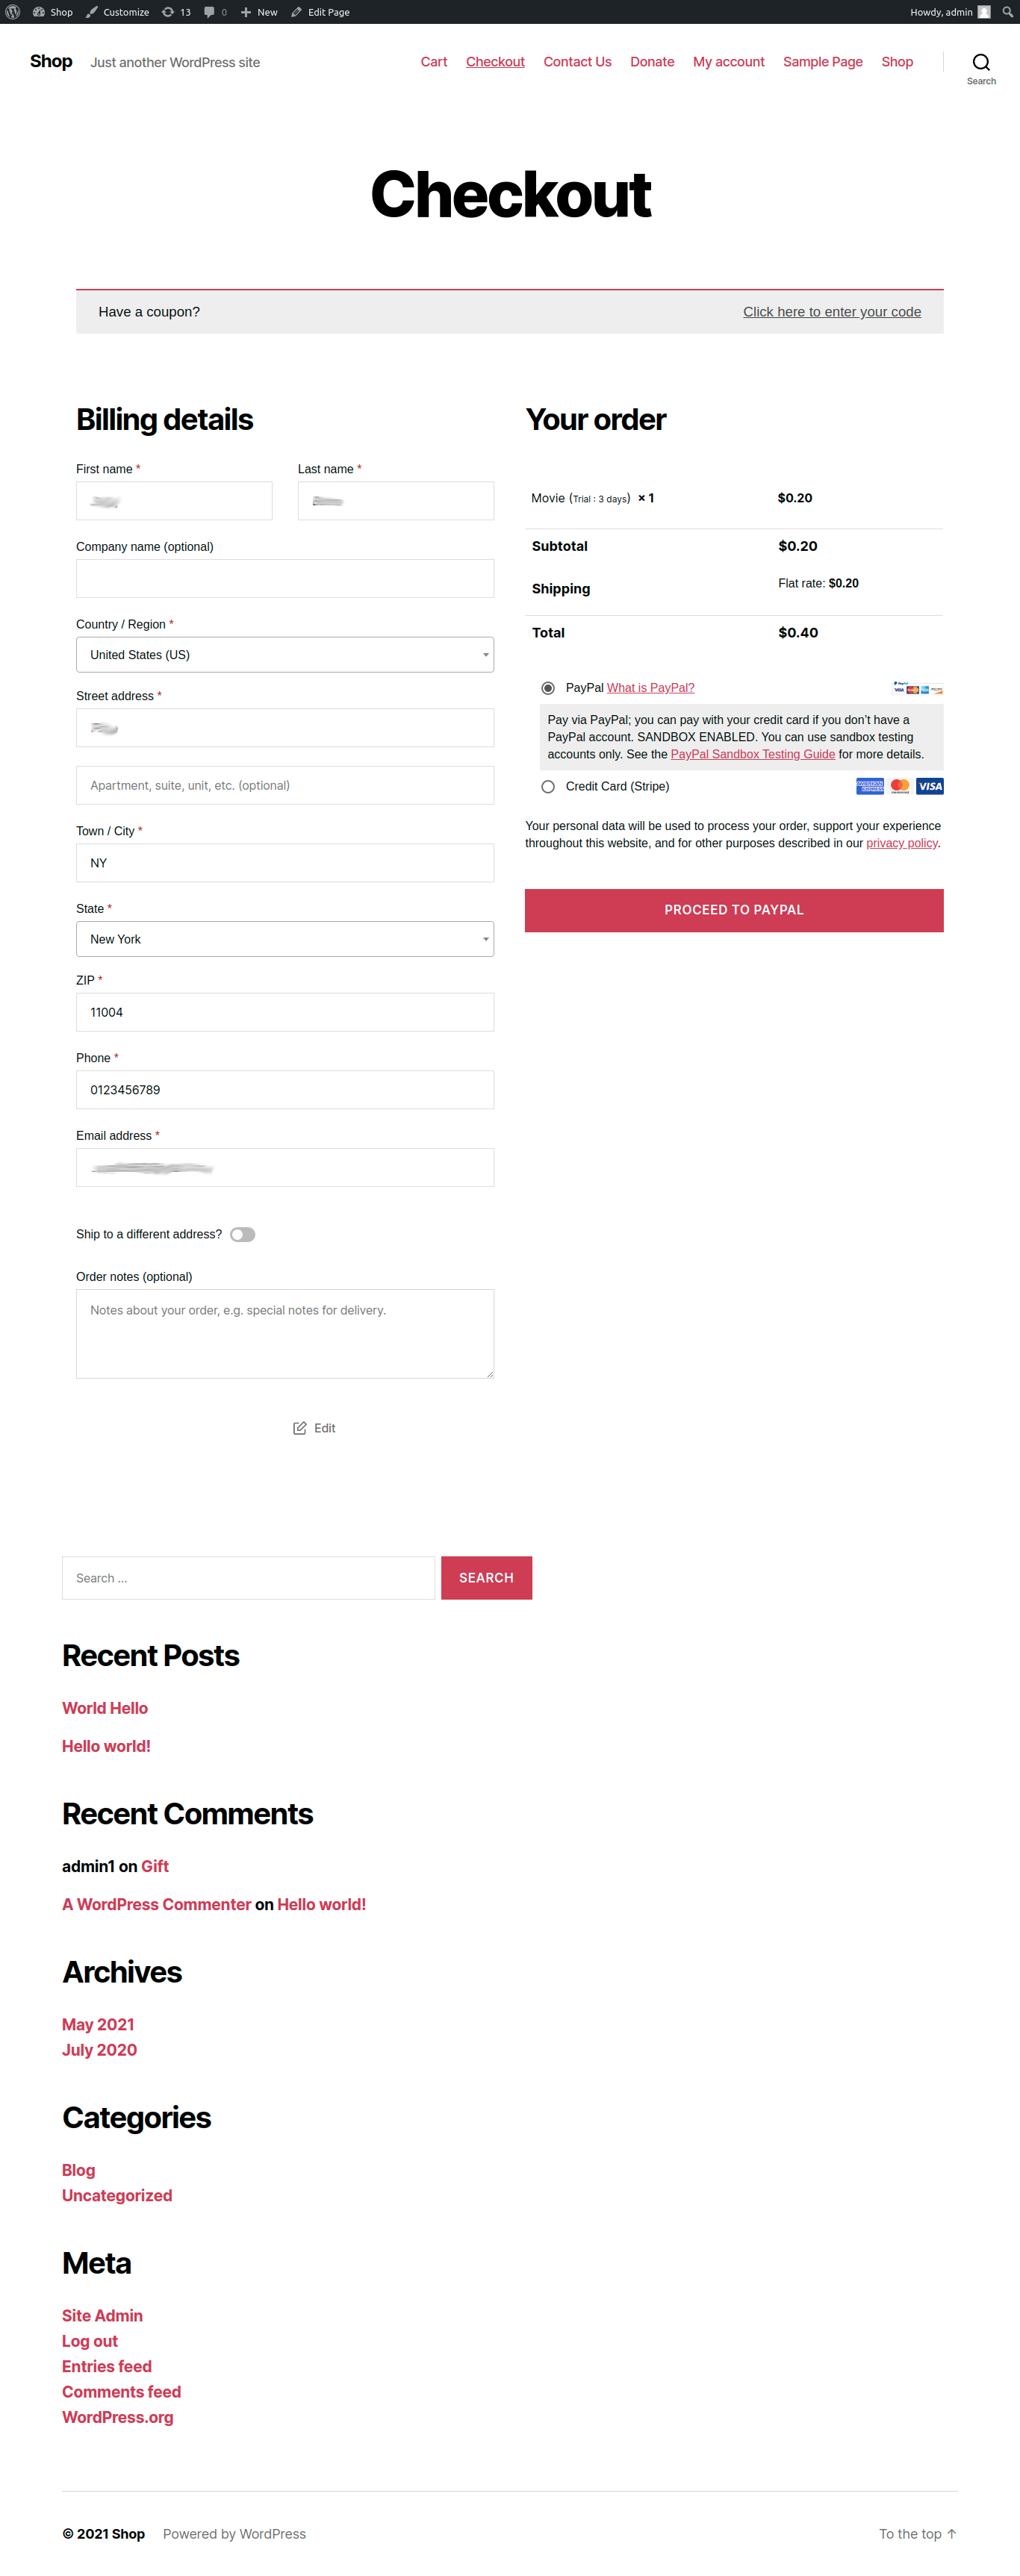 Shop Customize 13 0 New Edit Page Howdy, admin
Shop Just another WordPress site Cart Checkout Contact Us Donate My account Sample Page Shop
Search
Checkout
Have a coupon? Click here to enter your code
Billing details
First name *
Last name *
Company name (optional)
Country / Region *
United States (US)
Street address *
Apartment, suite, unit, etc. (optional)
Town / City *
NY
State *
New York
ZIP *
11004
Phone *
0123456789
Email address *
Ship to a different address?
Order notes (optional)
Notes about your order, e.g. special notes for delivery.
Your order
Movie (Trial : 3 days) × 1 $0.20
Subtotal $0.20
Shipping Flat rate: $0.20
Total $0.40
PayPal What is PayPal?
Pay via PayPal; you can pay with your credit card if you don’t have a
PayPal account. SANDBOX ENABLED. You can use sandbox testing
accounts only. See the PayPal Sandbox Testing Guide for more details.
Credit Card (Stripe) VISA
Your personal data will be used to process your order, support your experience
throughout this website, and for other purposes described in our privacy policy.
PROCEED TO PAYPAL
Edit
Search …
SEARCH
Recent Posts
World Hello
Hello world!
Recent Comments
admin1 on Gift
A WordPress Commenter on Hello world!
Archives
May 2021
July 2020
Categories
Blog
Uncategorized
Meta
Site Admin
Log out
Entries feed
Comments feed
WordPress.org
© 2021 Shop Powered by WordPress To the top ↑